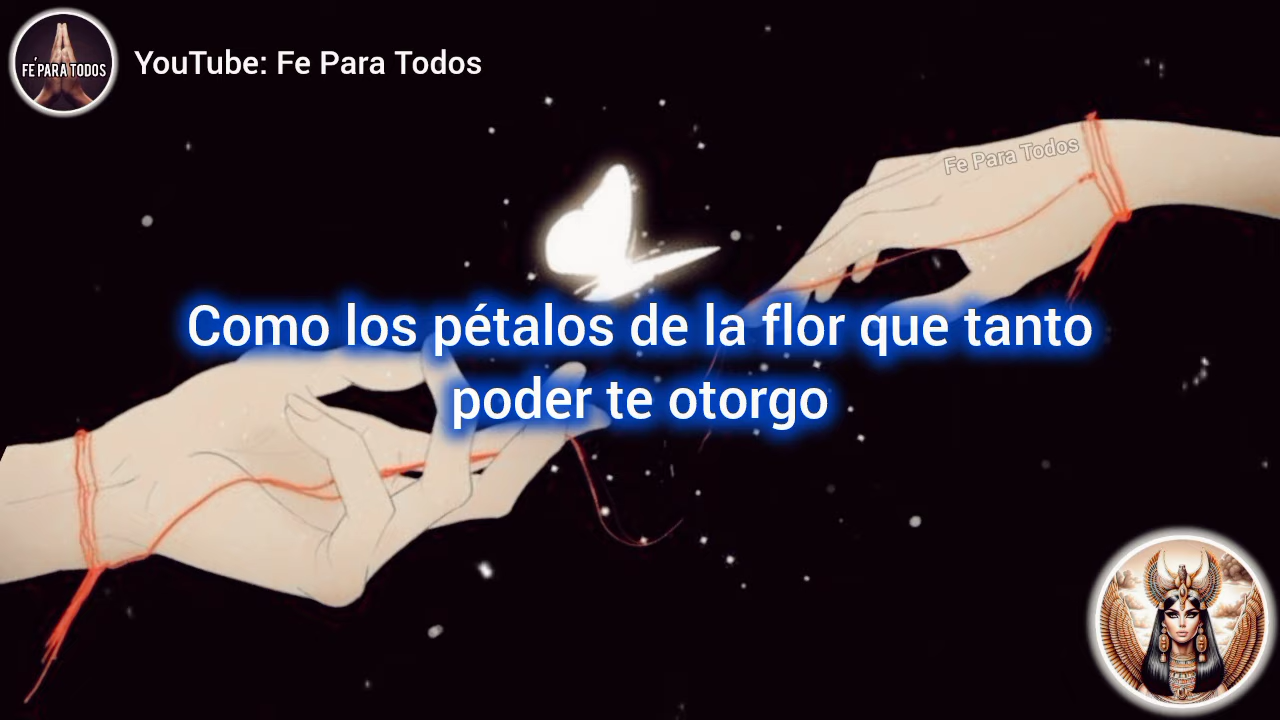 FÉ PARA TODOS
YouTube: Fe Para Todos
Fe Para Todos
Como los pétalos de la flor que tanto
poder te otorgo